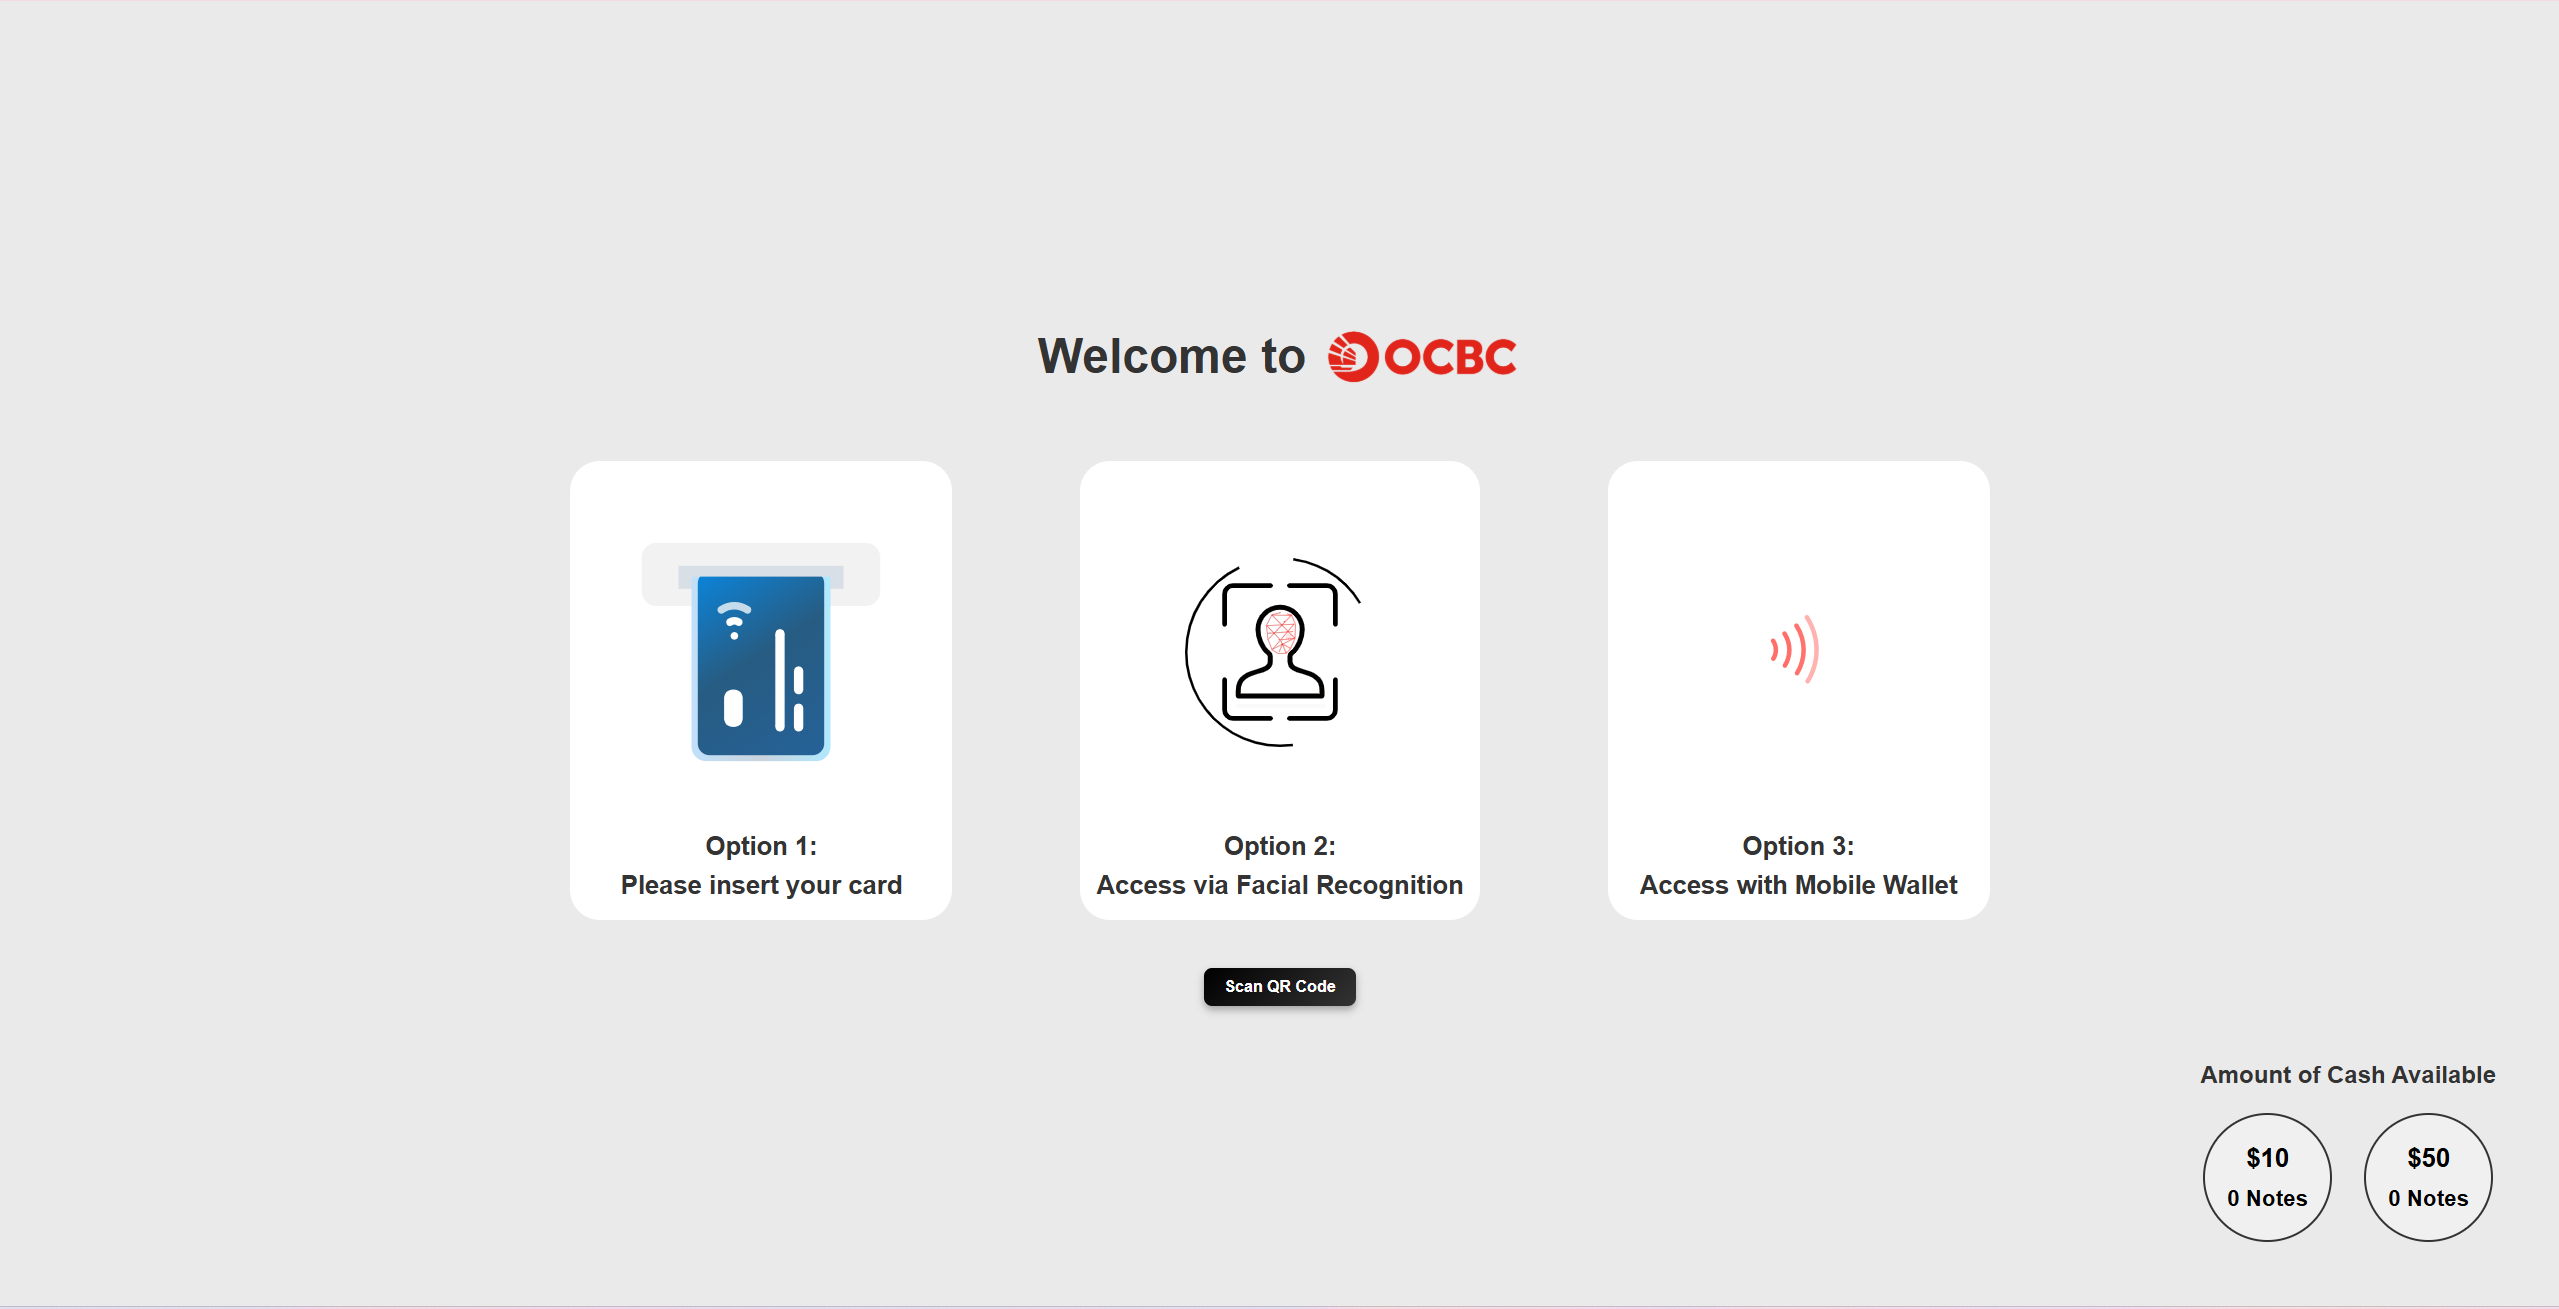 Welcome to OCBC
Option 1:
Please insert your card
Option 2:
Access via Facial Recognition
Option 3:
Access with Mobile Wallet
Scan QR Code
Amount of Cash Available
$10
0 Notes
$50
0 Notes